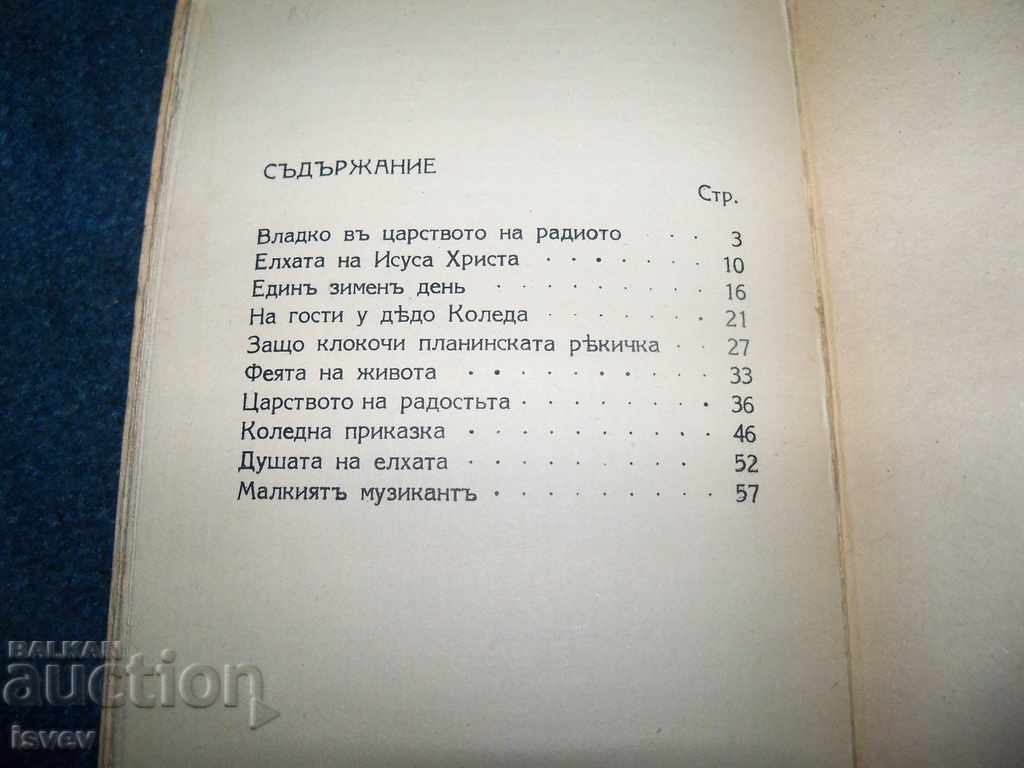 СЪДЪРЖАНИЕ
Стр.
Владко въ царството на радиото 3
Елхата на Исуса Христа 10
Единъ зименъ день 16
На гости у дѣдо Коледа 21
Защо клокочи планинската рѣкичка 27
Феята на живота 33
Царството на радостьта 36
Коледна приказка 46
Душата на елхата 52
Малкиятъ музикантъ 57
BALKAN
auction
isvev